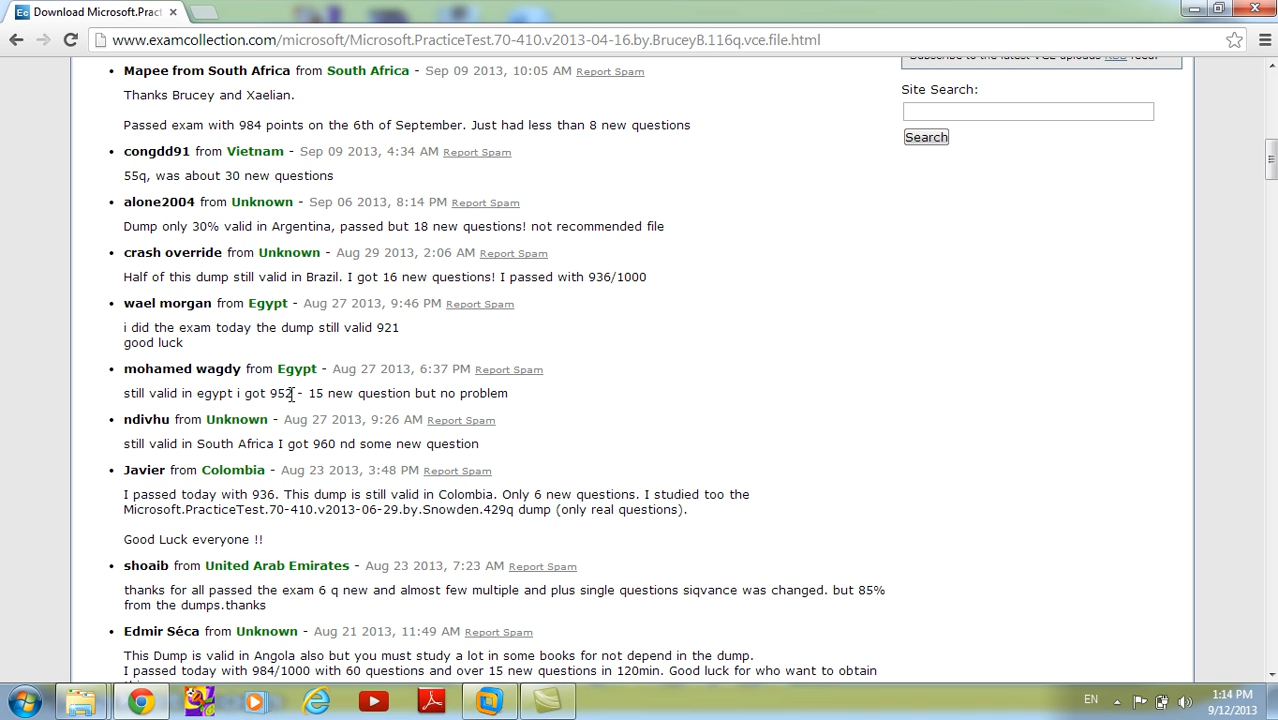 Download Microsoft.Pract
www.examcollection.com/microsoft/Microsoft.PracticeTest.70-410.v2013-04-16.by.BruceyB.116q.vce.file.html
Mapee from South Africa from South Africa - Sep 09 2013, 10:05 AM Report Spam
Thanks Brucey and Xaelian.
Passed exam with 984 points on the 6th of September. Just had less than 8 new questions
congdd91 from Vietnam - Sep 09 2013, 4:34 AM Report Spam
55q, was about 30 new questions
alone2004 from Unknown - Sep 06 2013, 8:14 PM Report Spam
Dump only 30% valid in Argentina, passed but 18 new questions! not recommended file
crash override from Unknown - Aug 29 2013, 2:06 AM Report Spam
Half of this dump still valid in Brazil. I got 16 new questions! I passed with 936/1000
wael morgan from Egypt - Aug 27 2013, 9:46 PM Report Spam
i did the exam today the dump still valid 921
good luck
mohamed wagdy from Egypt - Aug 27 2013, 6:37 PM Report Spam
still valid in egypt i got 952 - 15 new question but no problem
ndivhu from Unknown - Aug 27 2013, 9:26 AM Report Spam
still valid in South Africa I got 960 nd some new question
Javier from Colombia - Aug 23 2013, 3:48 PM Report Spam
I passed today with 936. This dump is still valid in Colombia. Only 6 new questions. I studied too the
Microsoft.PracticeTest.70-410.v2013-06-29.by.Snowden.429q dump (only real questions).
Good Luck everyone !!
shoaib from United Arab Emirates - Aug 23 2013, 7:23 AM Report Spam
thanks for all passed the exam 6 q new and almost few multiple and plus single questions siqvance was changed. but 85%
from the dumps.thanks
Edmir Séca from Unknown - Aug 21 2013, 11:49 AM Report Spam
This Dump is valid in Angola also but you must study a lot in some books for not depend in the dump.
I passed today with 984/1000 with 60 questions and over 15 new questions in 120min. Good luck for who want to obtain
Subscribe to the latest VCE uploads RSS feed.
Site Search:
Search
EN
1:14 PM
9/12/2013